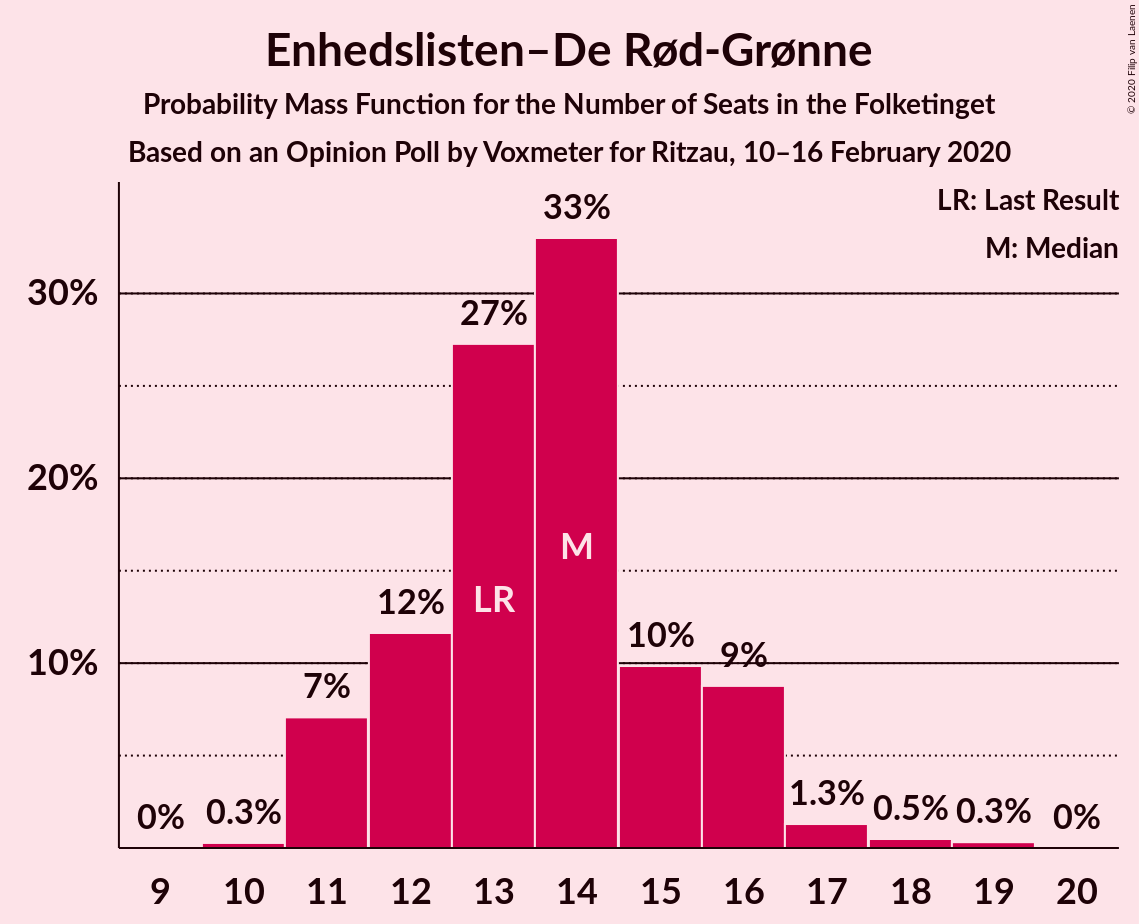 Enhedslisten–De Rød-Grønne
Probability Mass Function for the Number of Seats in the Folketinget
Based on an Opinion Poll by Voxmeter for Ritzau, 10–16 February 2020
© 2020 Filip van Laenen
LR: Last Result
M: Median
33%
30%
27%
20%
M
LR
12%
10%
10%
9%
7%
0%
0.3%
1.3%
0.5%
0.3%
0%
9 10 11 12 13 14 15 16 17 18 19 20